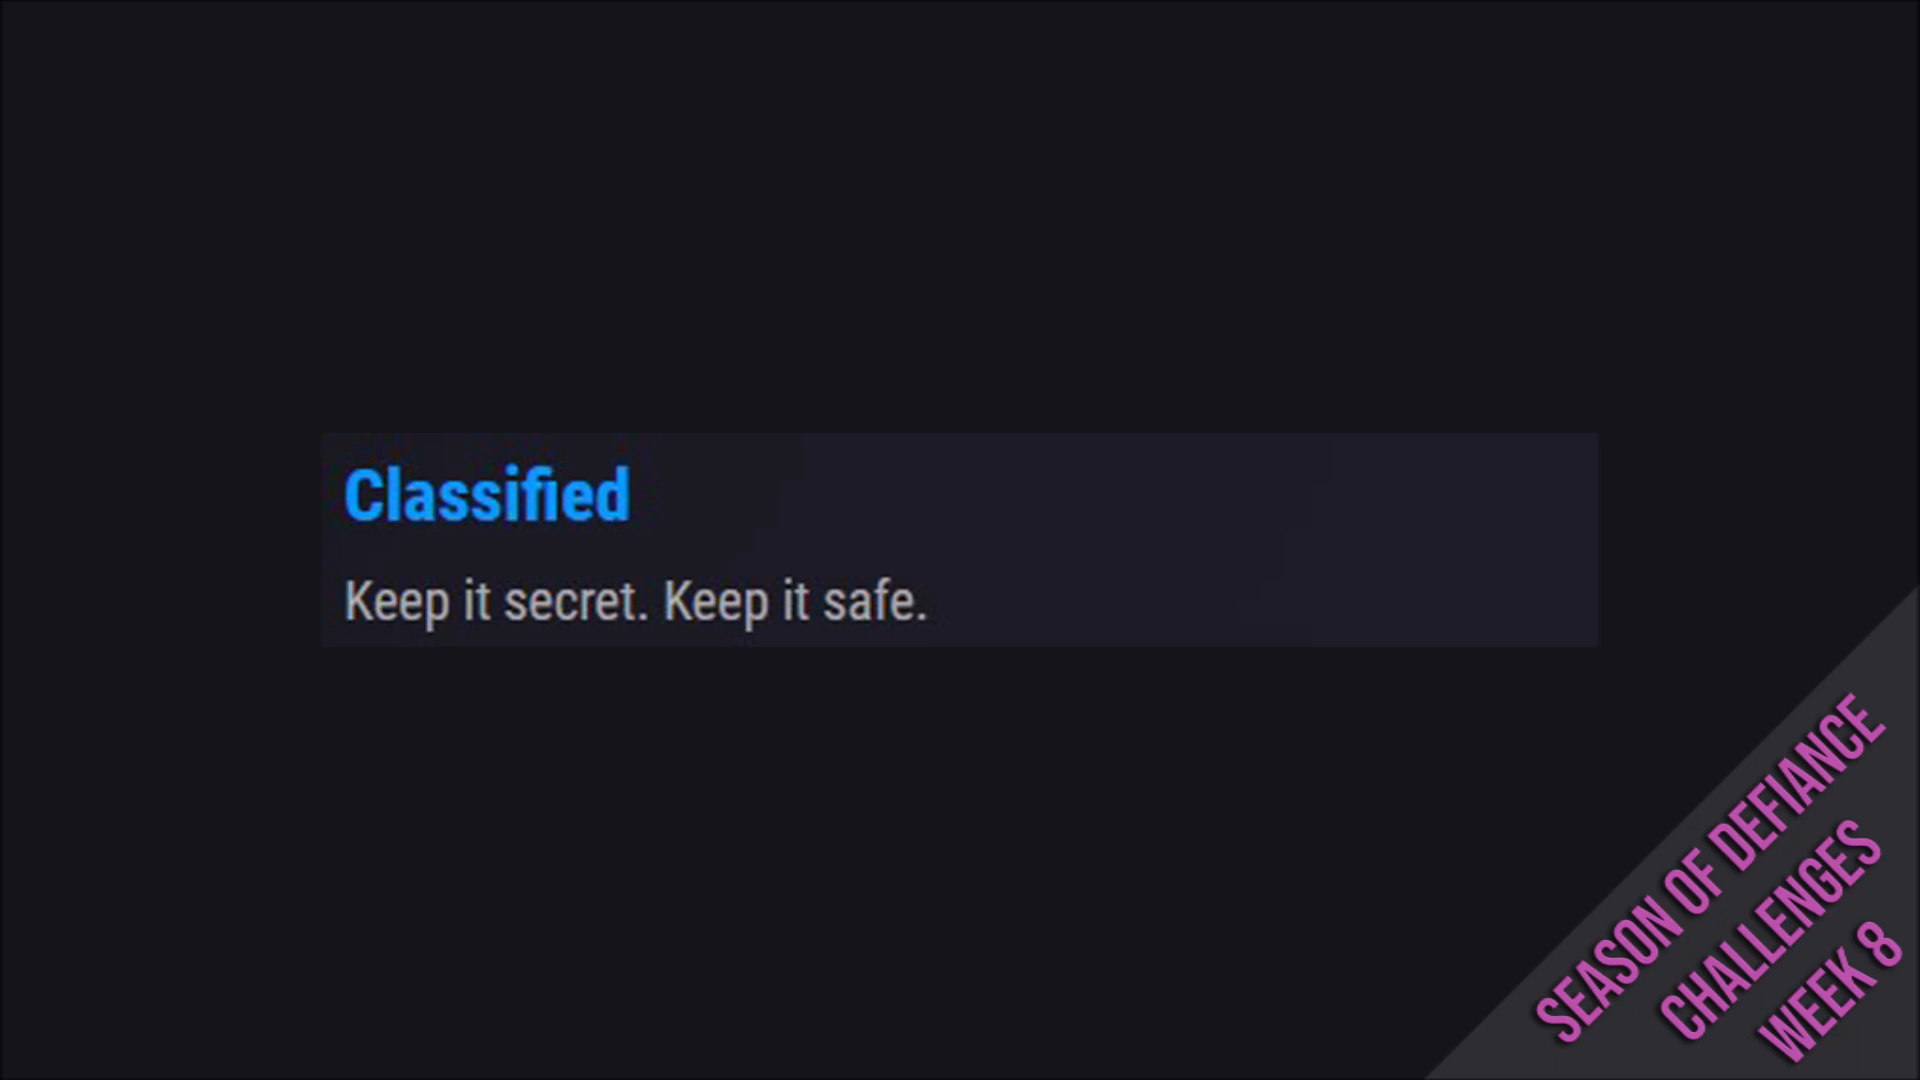 Classified
Keep it secret. Keep it safe.
SEASON OF DEFIANCE
CHALLENGES
WEEK 8